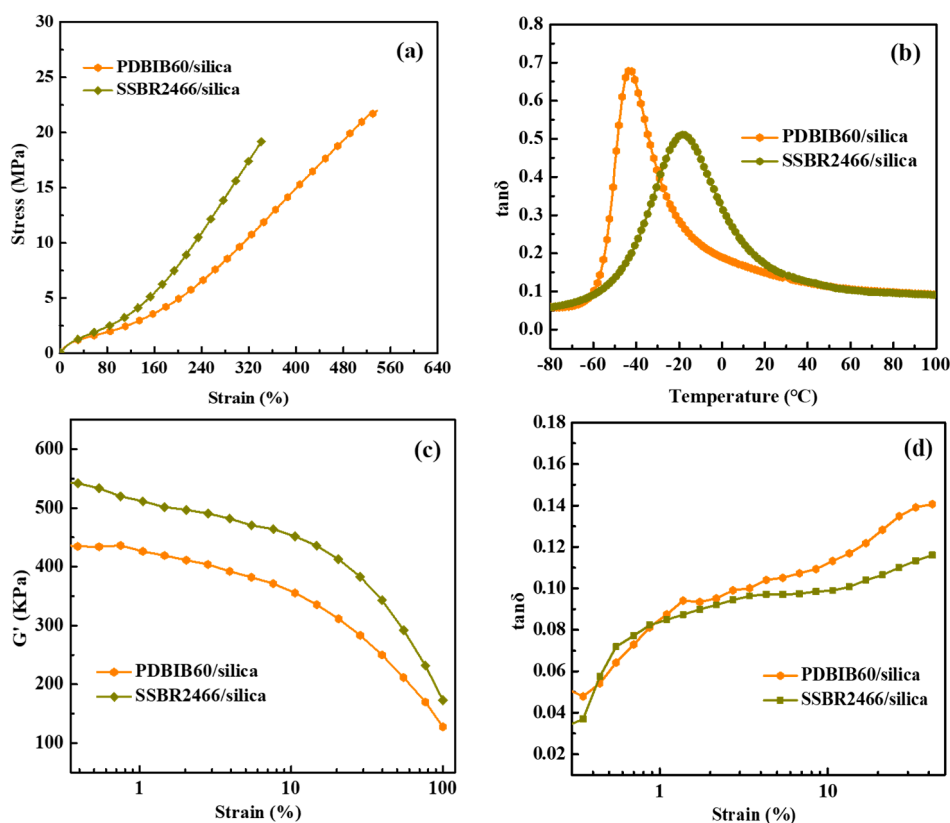 30
25
20
15
10
5
0
Stress (MPa)
(a)
PDBIB60/silica
SSBR2466/silica
0 80 160 240 320 400 480 560 640
Strain (%)
0.8
0.7
0.6
0.5
0.4
0.3
0.2
0.1
0.0
tanδ
(b)
PDBIB60/silica
SSBR2466/silica
-80 -60 -40 -20 0 20 40 60 80 100
Temperature (°C)
600
500
400
300
200
100
G' (KPa)
(c)
PDBIB60/silica
SSBR2466/silica
1 10 100
Strain (%)
0.18
0.16
0.14
0.12
0.10
0.08
0.06
0.04
0.02
tanδ
(d)
PDBIB60/silica
SSBR2466/silica
1 10
Strain (%)